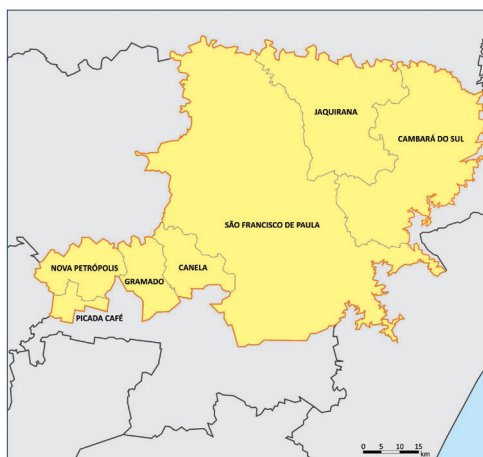 JAQUIRANA
CAMBARÁ DO SUL
SÃO FRANCISCO DE PAULA
NOVA PETRÓPOLIS
CANELA
GRAMADO
PICADA CAFÉ
0 5 10 15
km